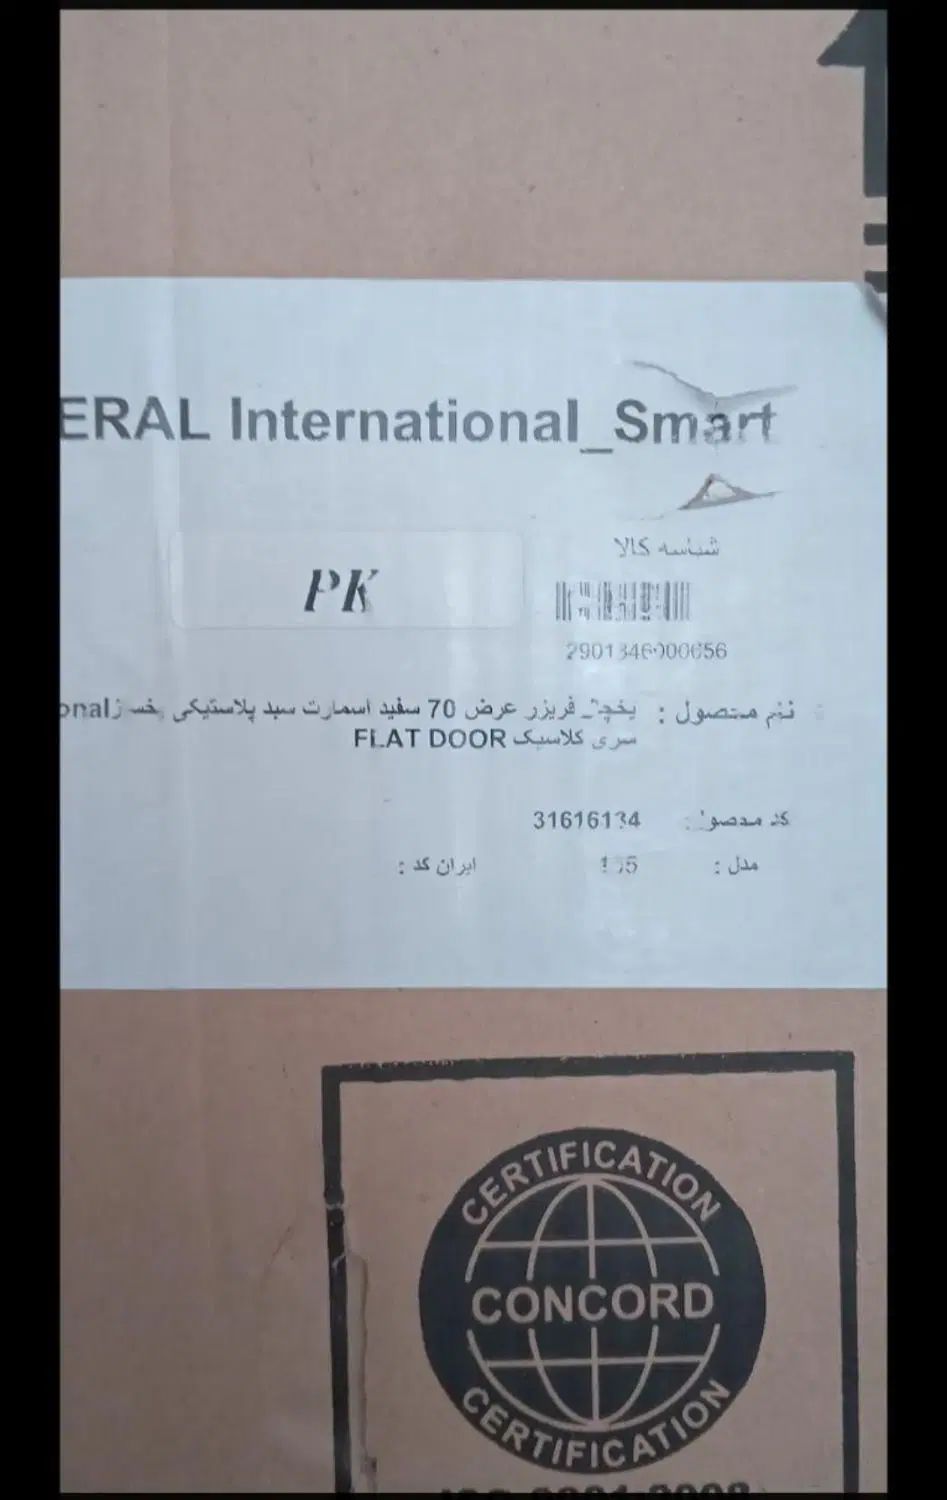 ERAL International_Smart
PK
شناسه کالا
2901346000656
نام محصول : یخچال فریزر عرض 70 سفید اسمارت سبد پلاستیکی onal
سری کلاسیک FLAT DOOR
کد محصول : 31616134
مدل :
ایران کد :
CERTIFICATION
CONCORD
CERTIFICATION